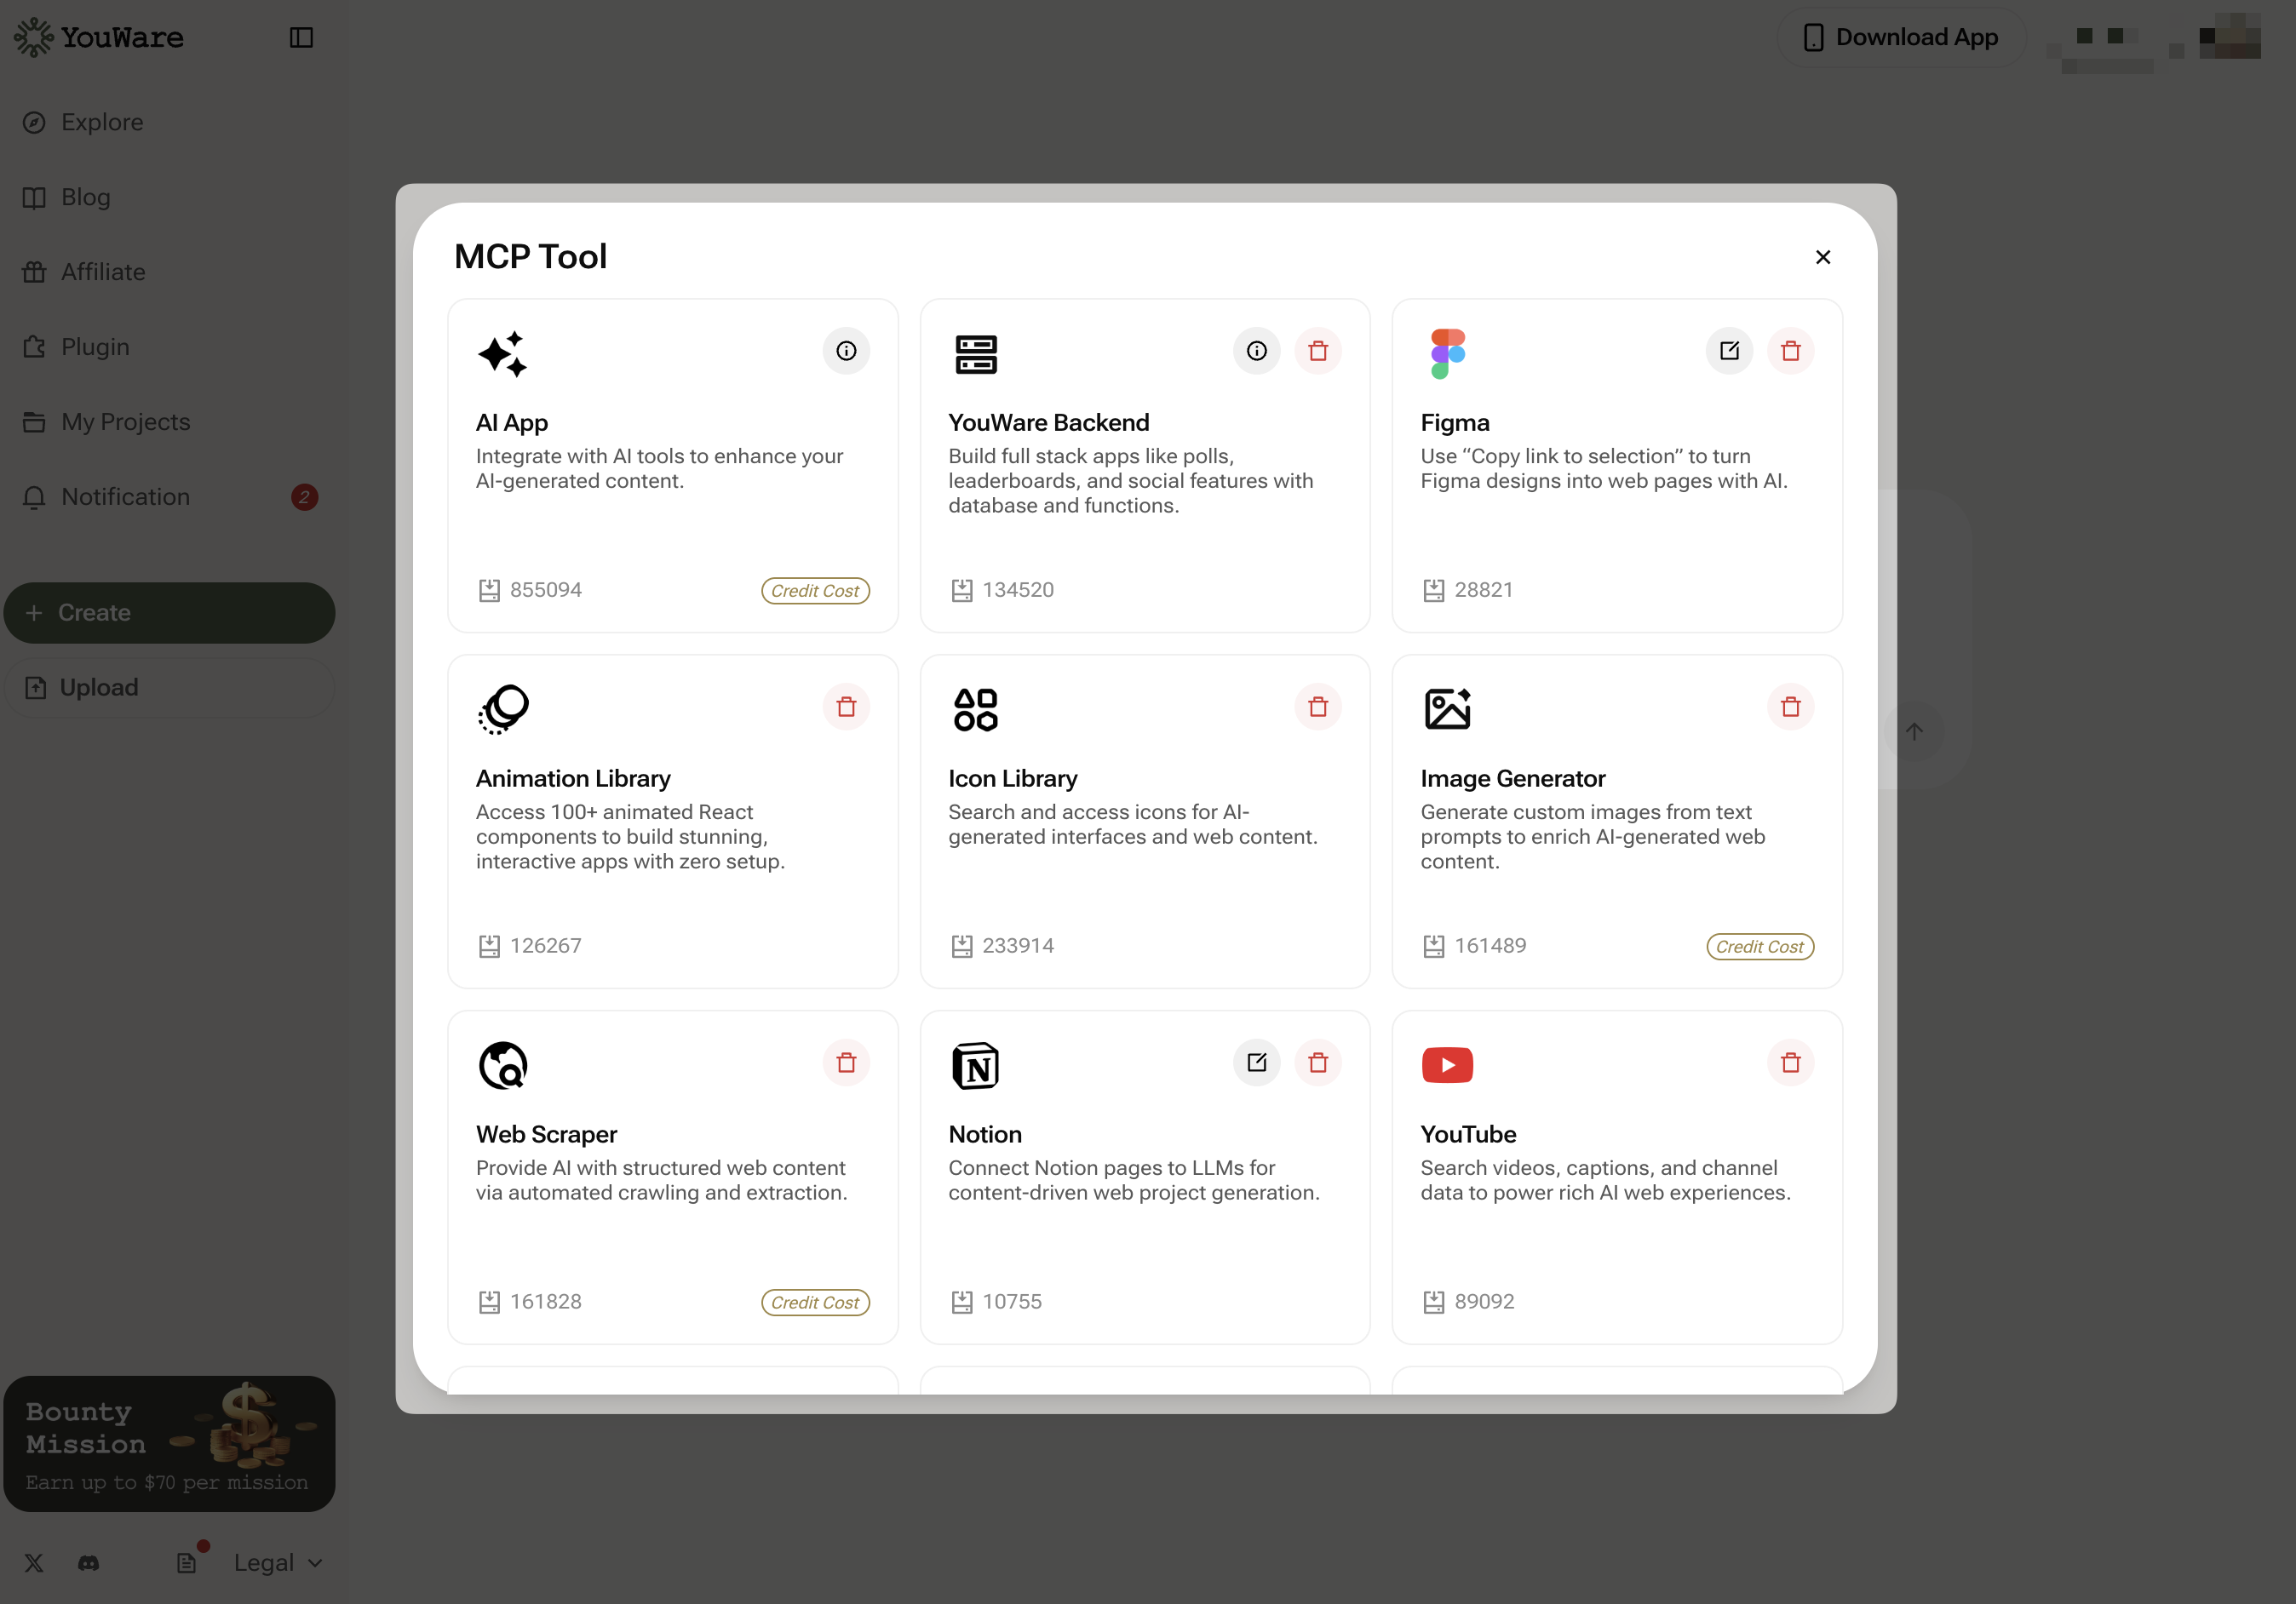 YouWare
Download App
Explore
Blog
Affiliate
Plugin
My Projects
Notification
2
Create
Upload
MCP Tool
AI App
Integrate with AI tools to enhance your
AI-generated content.
855094
Credit Cost
YouWare Backend
Build full stack apps like polls,
leaderboards, and social features with
database and functions.
134520
Figma
Use “Copy link to selection” to turn
Figma designs into web pages with AI.
28821
Animation Library
Access 100+ animated React
components to build stunning,
interactive apps with zero setup.
126267
Icon Library
Search and access icons for AI-
generated interfaces and web content.
233914
Image Generator
Generate custom images from text
prompts to enrich AI-generated web
content.
161489
Credit Cost
Web Scraper
Provide AI with structured web content
via automated crawling and extraction.
161828
Credit Cost
Notion
Connect Notion pages to LLMs for
content-driven web project generation.
10755
YouTube
Search videos, captions, and channel
data to power rich AI web experiences.
89092
Bounty
Mission
Earn up to $70 per mission
Legal